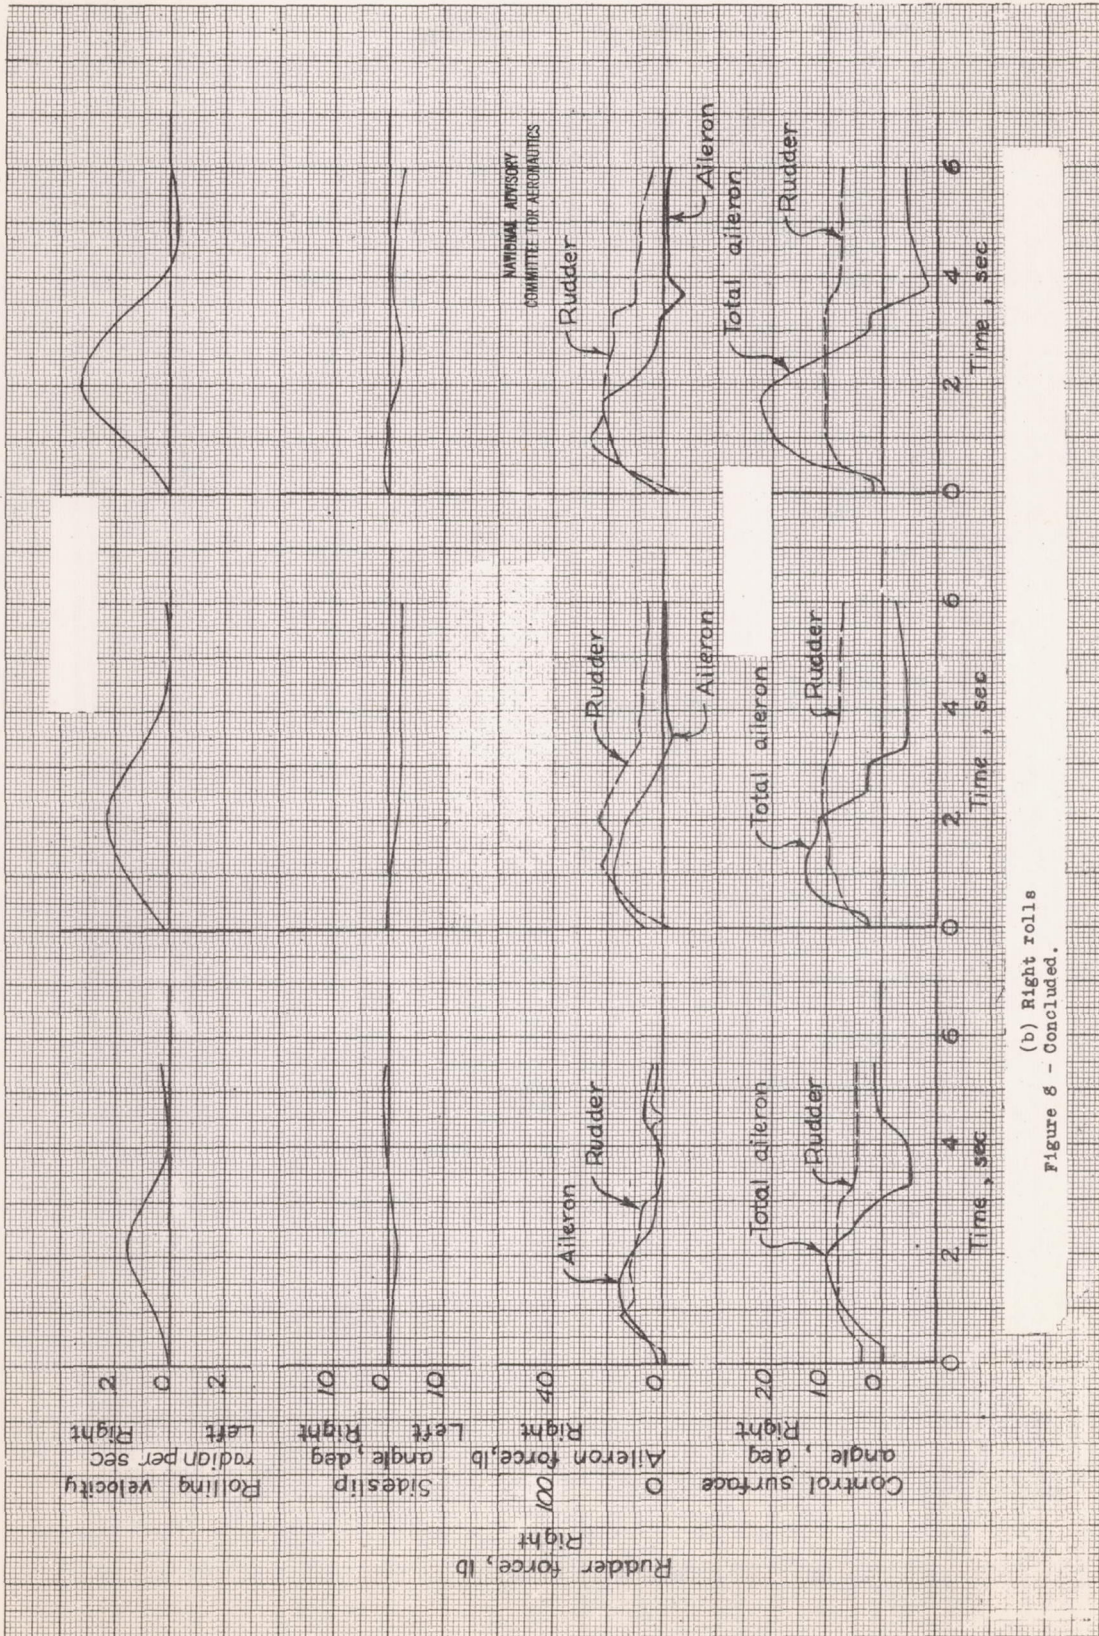 Rolling velocity
radian per sec
Left Right
2
0
2
Sideslip
angle, deg
Left Right
10
0
10
Rudder force, lb
Right
100
0
Aileron force, lb
Right
40
0
Control surface
angle, deg
Right
20
10
0
Aileron
Rudder
Total aileron
Rudder
0 2 4 6
Time, sec
Rudder
Aileron
Total aileron
Rudder
0 2 4 6
Time, sec
NATIONAL ADVISORY
COMMITTEE FOR AERONAUTICS
Rudder
Aileron
Total aileron
Rudder
0 2 4 6
Time, sec
(b) Right rolls
Figure 8 - Concluded.